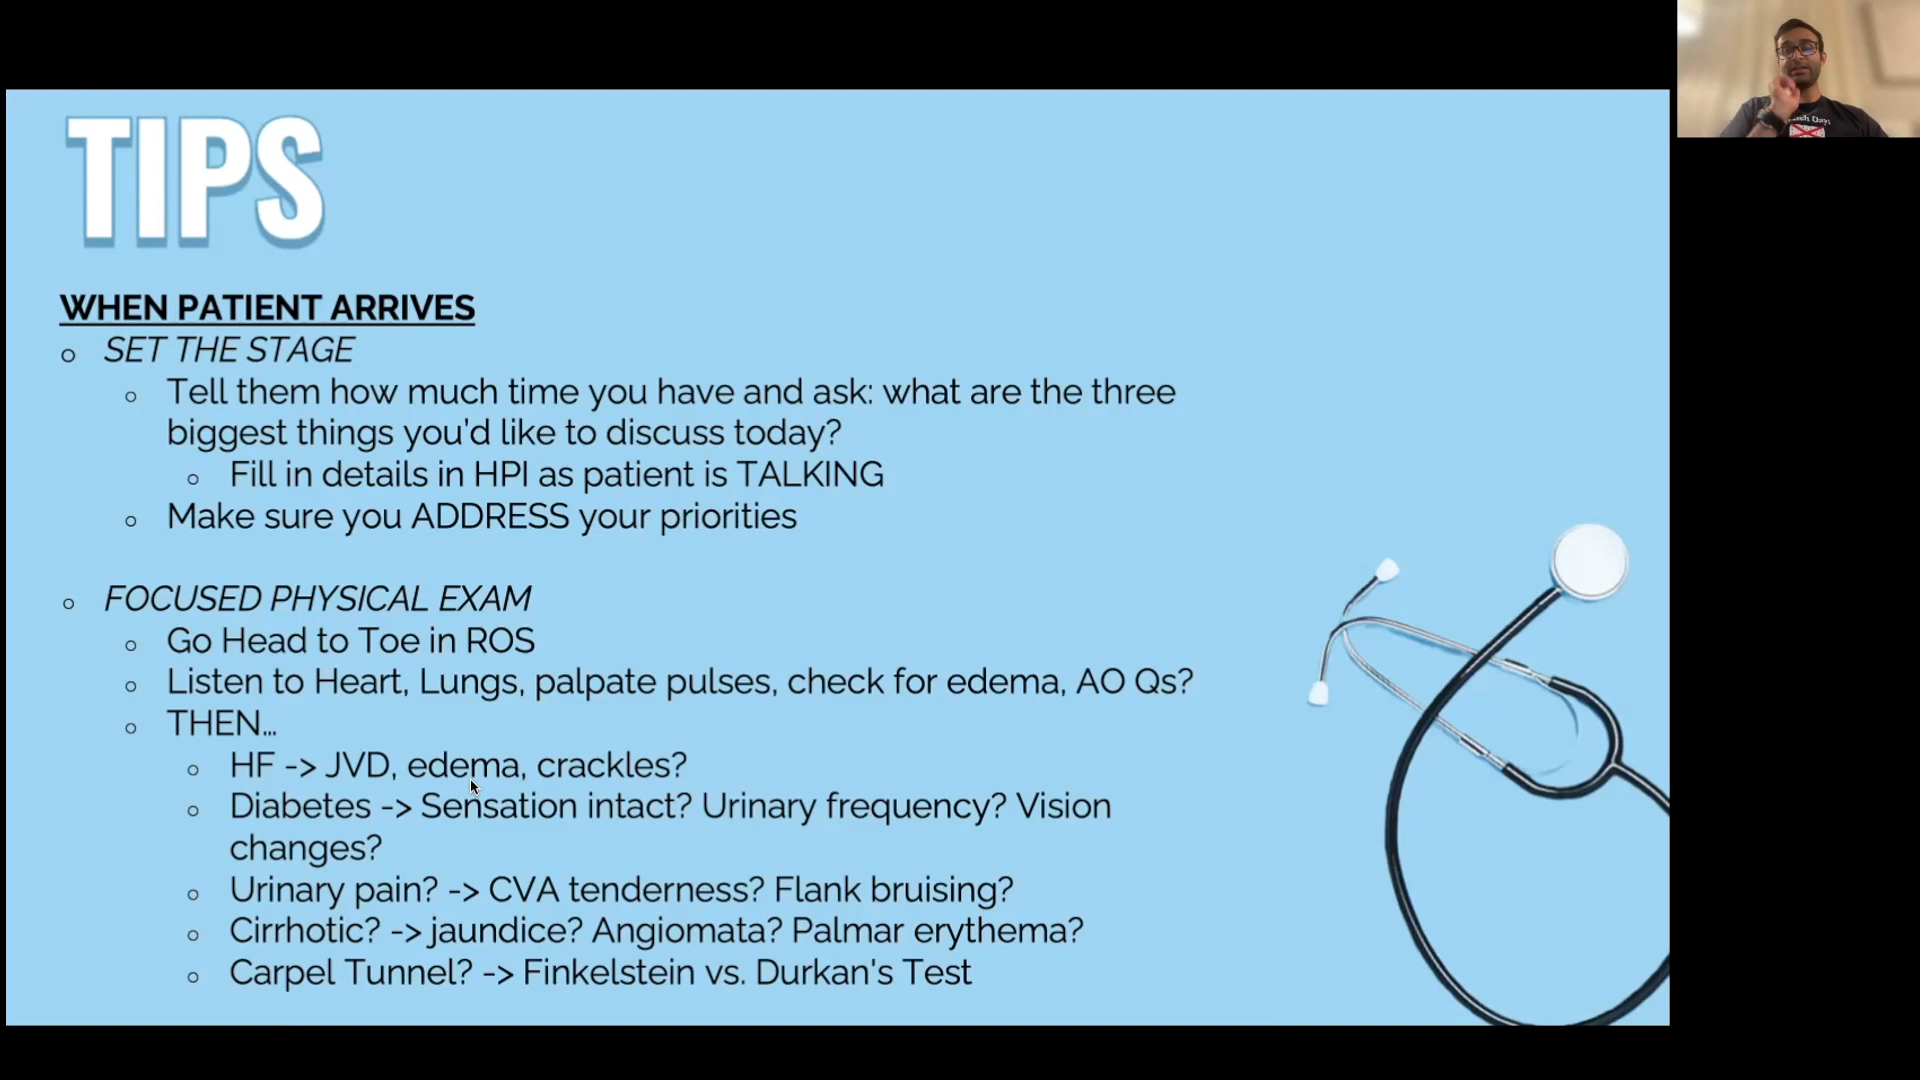 TIPS
WHEN PATIENT ARRIVES
SET THE STAGE
Tell them how much time you have and ask: what are the three
biggest things you'd like to discuss today?
Fill in details in HPI as patient is TALKING
Make sure you ADDRESS your priorities
FOCUSED PHYSICAL EXAM
Go Head to Toe in ROS
Listen to Heart, Lungs, palpate pulses, check for edema, AO Qs?
THEN...
HF -> JVD, edema, crackles?
Diabetes -> Sensation intact? Urinary frequency? Vision
changes?
Urinary pain? -> CVA tenderness? Flank bruising?
Cirrhotic? -> jaundice? Angiomata? Palmar erythema?
Carpel Tunnel? -> Finkelstein vs. Durkan's Test